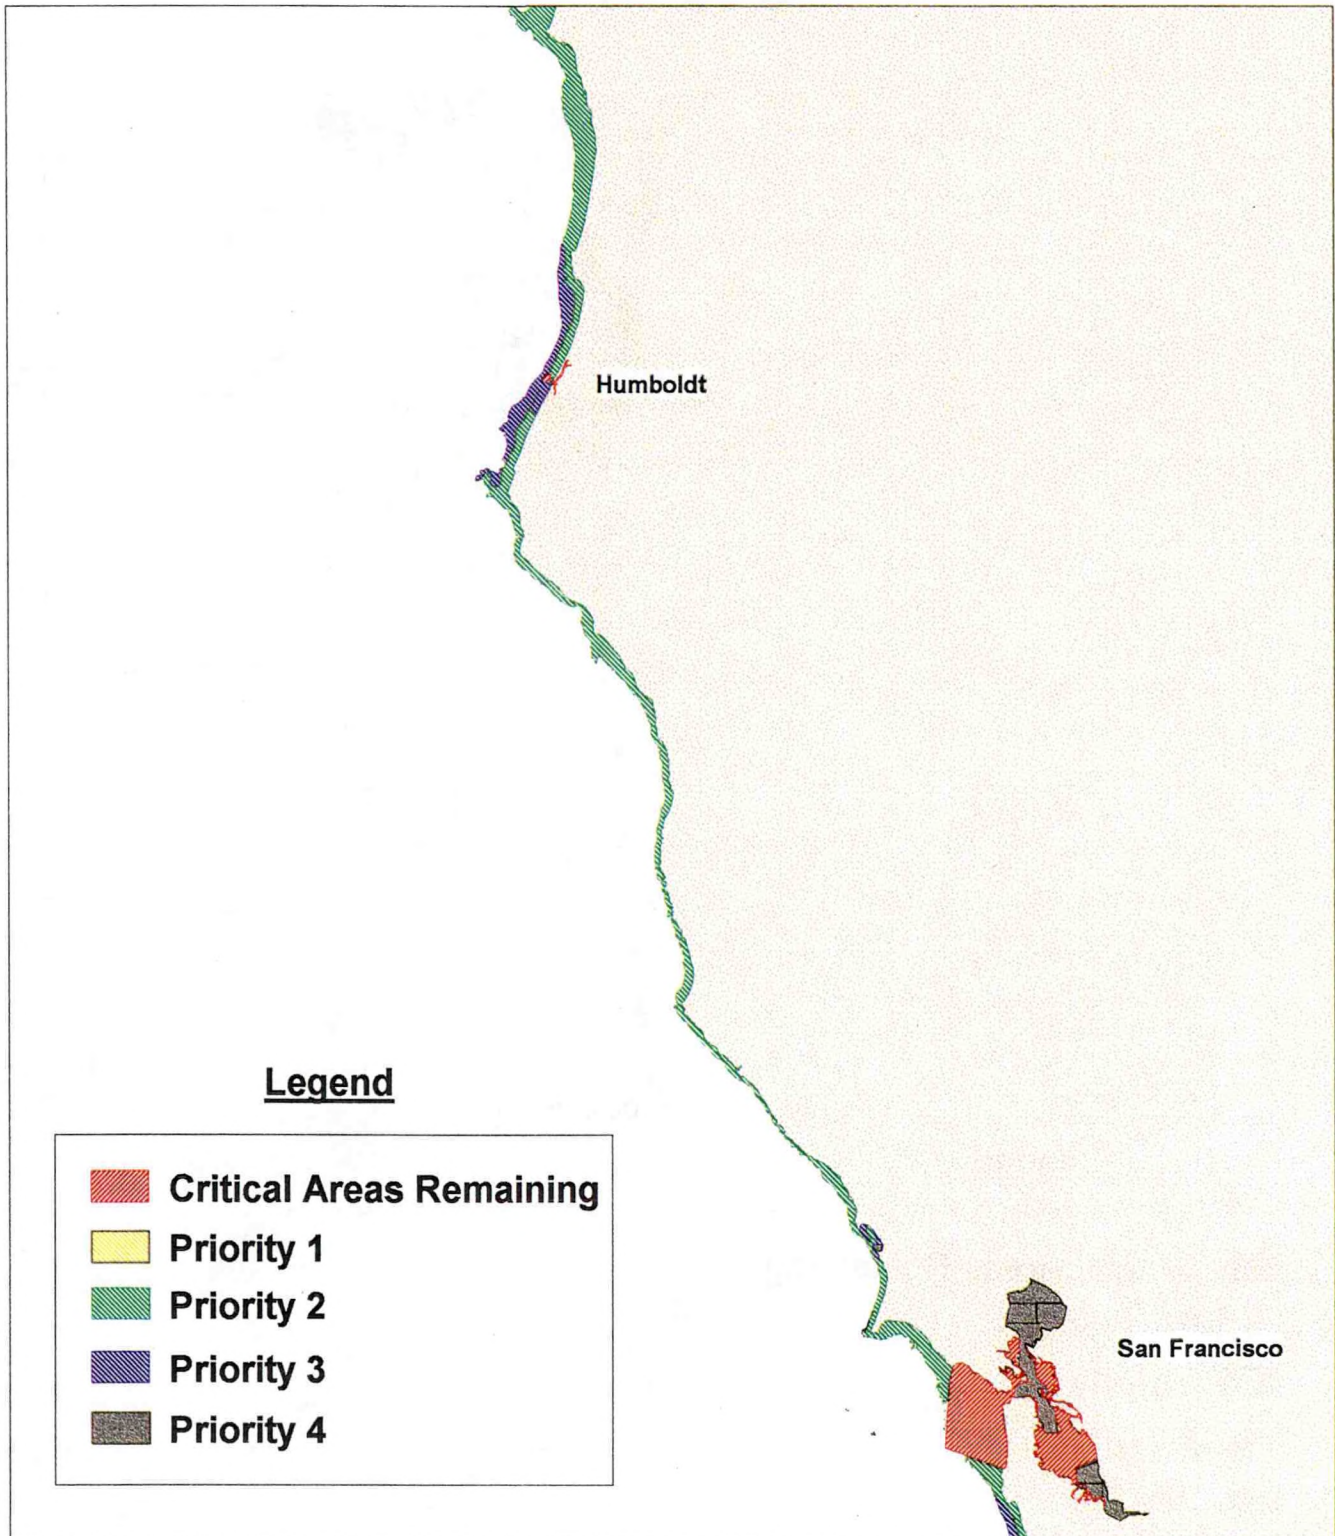 Humboldt
Legend
Critical Areas Remaining
Priority 1
Priority 2
Priority 3
Priority 4
San Francisco